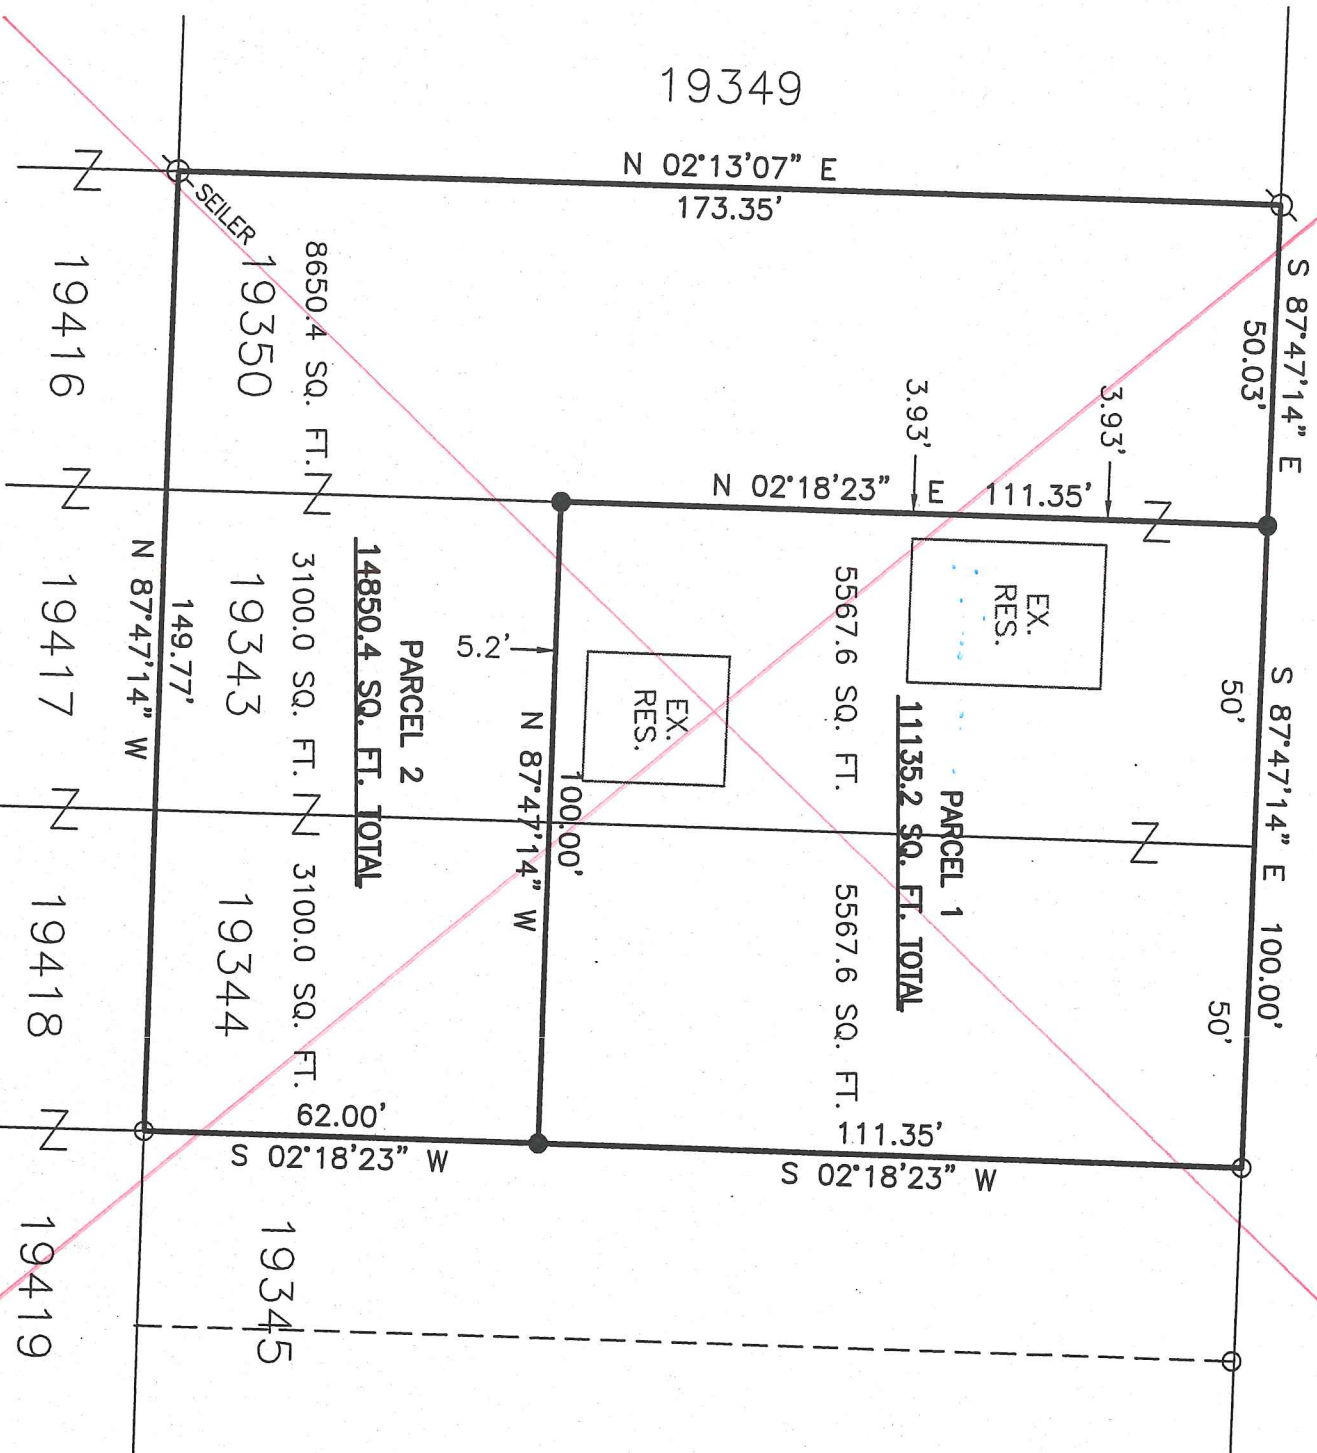 19349
N 02°13'07" E
173.35'
S 87°47'14" E
50.03'
SEILER
19350
8650.4 SQ. FT.
3.93'
3.93'
N 02°18'23" E 111.35'
S 87°47'14" E 100.00'
50'
50'
EX.
RES.
5567.6 SQ. FT.
PARCEL 1
11135.2 SQ. FT. TOTAL
5567.6 SQ. FT.
EX.
RES.
5.2'
100.00'
N 87°47'14" W
PARCEL 2
14850.4 SQ. FT. TOTAL
3100.0 SQ. FT.
19343
3100.0 SQ. FT.
19344
149.77'
N 87°47'14" W
62.00'
S 02°18'23" W
111.35'
S 02°18'23" W
19345
19416
19417
19418
19419